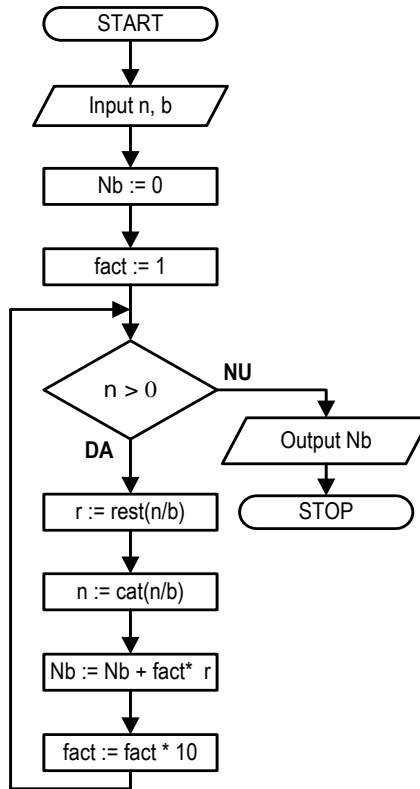 START
Input n, b
Nb := 0
fact := 1
n > 0
NU
DA
Output Nb
STOP
r := rest(n/b)
n := cat(n/b)
Nb := Nb + fact* r
fact := fact * 10